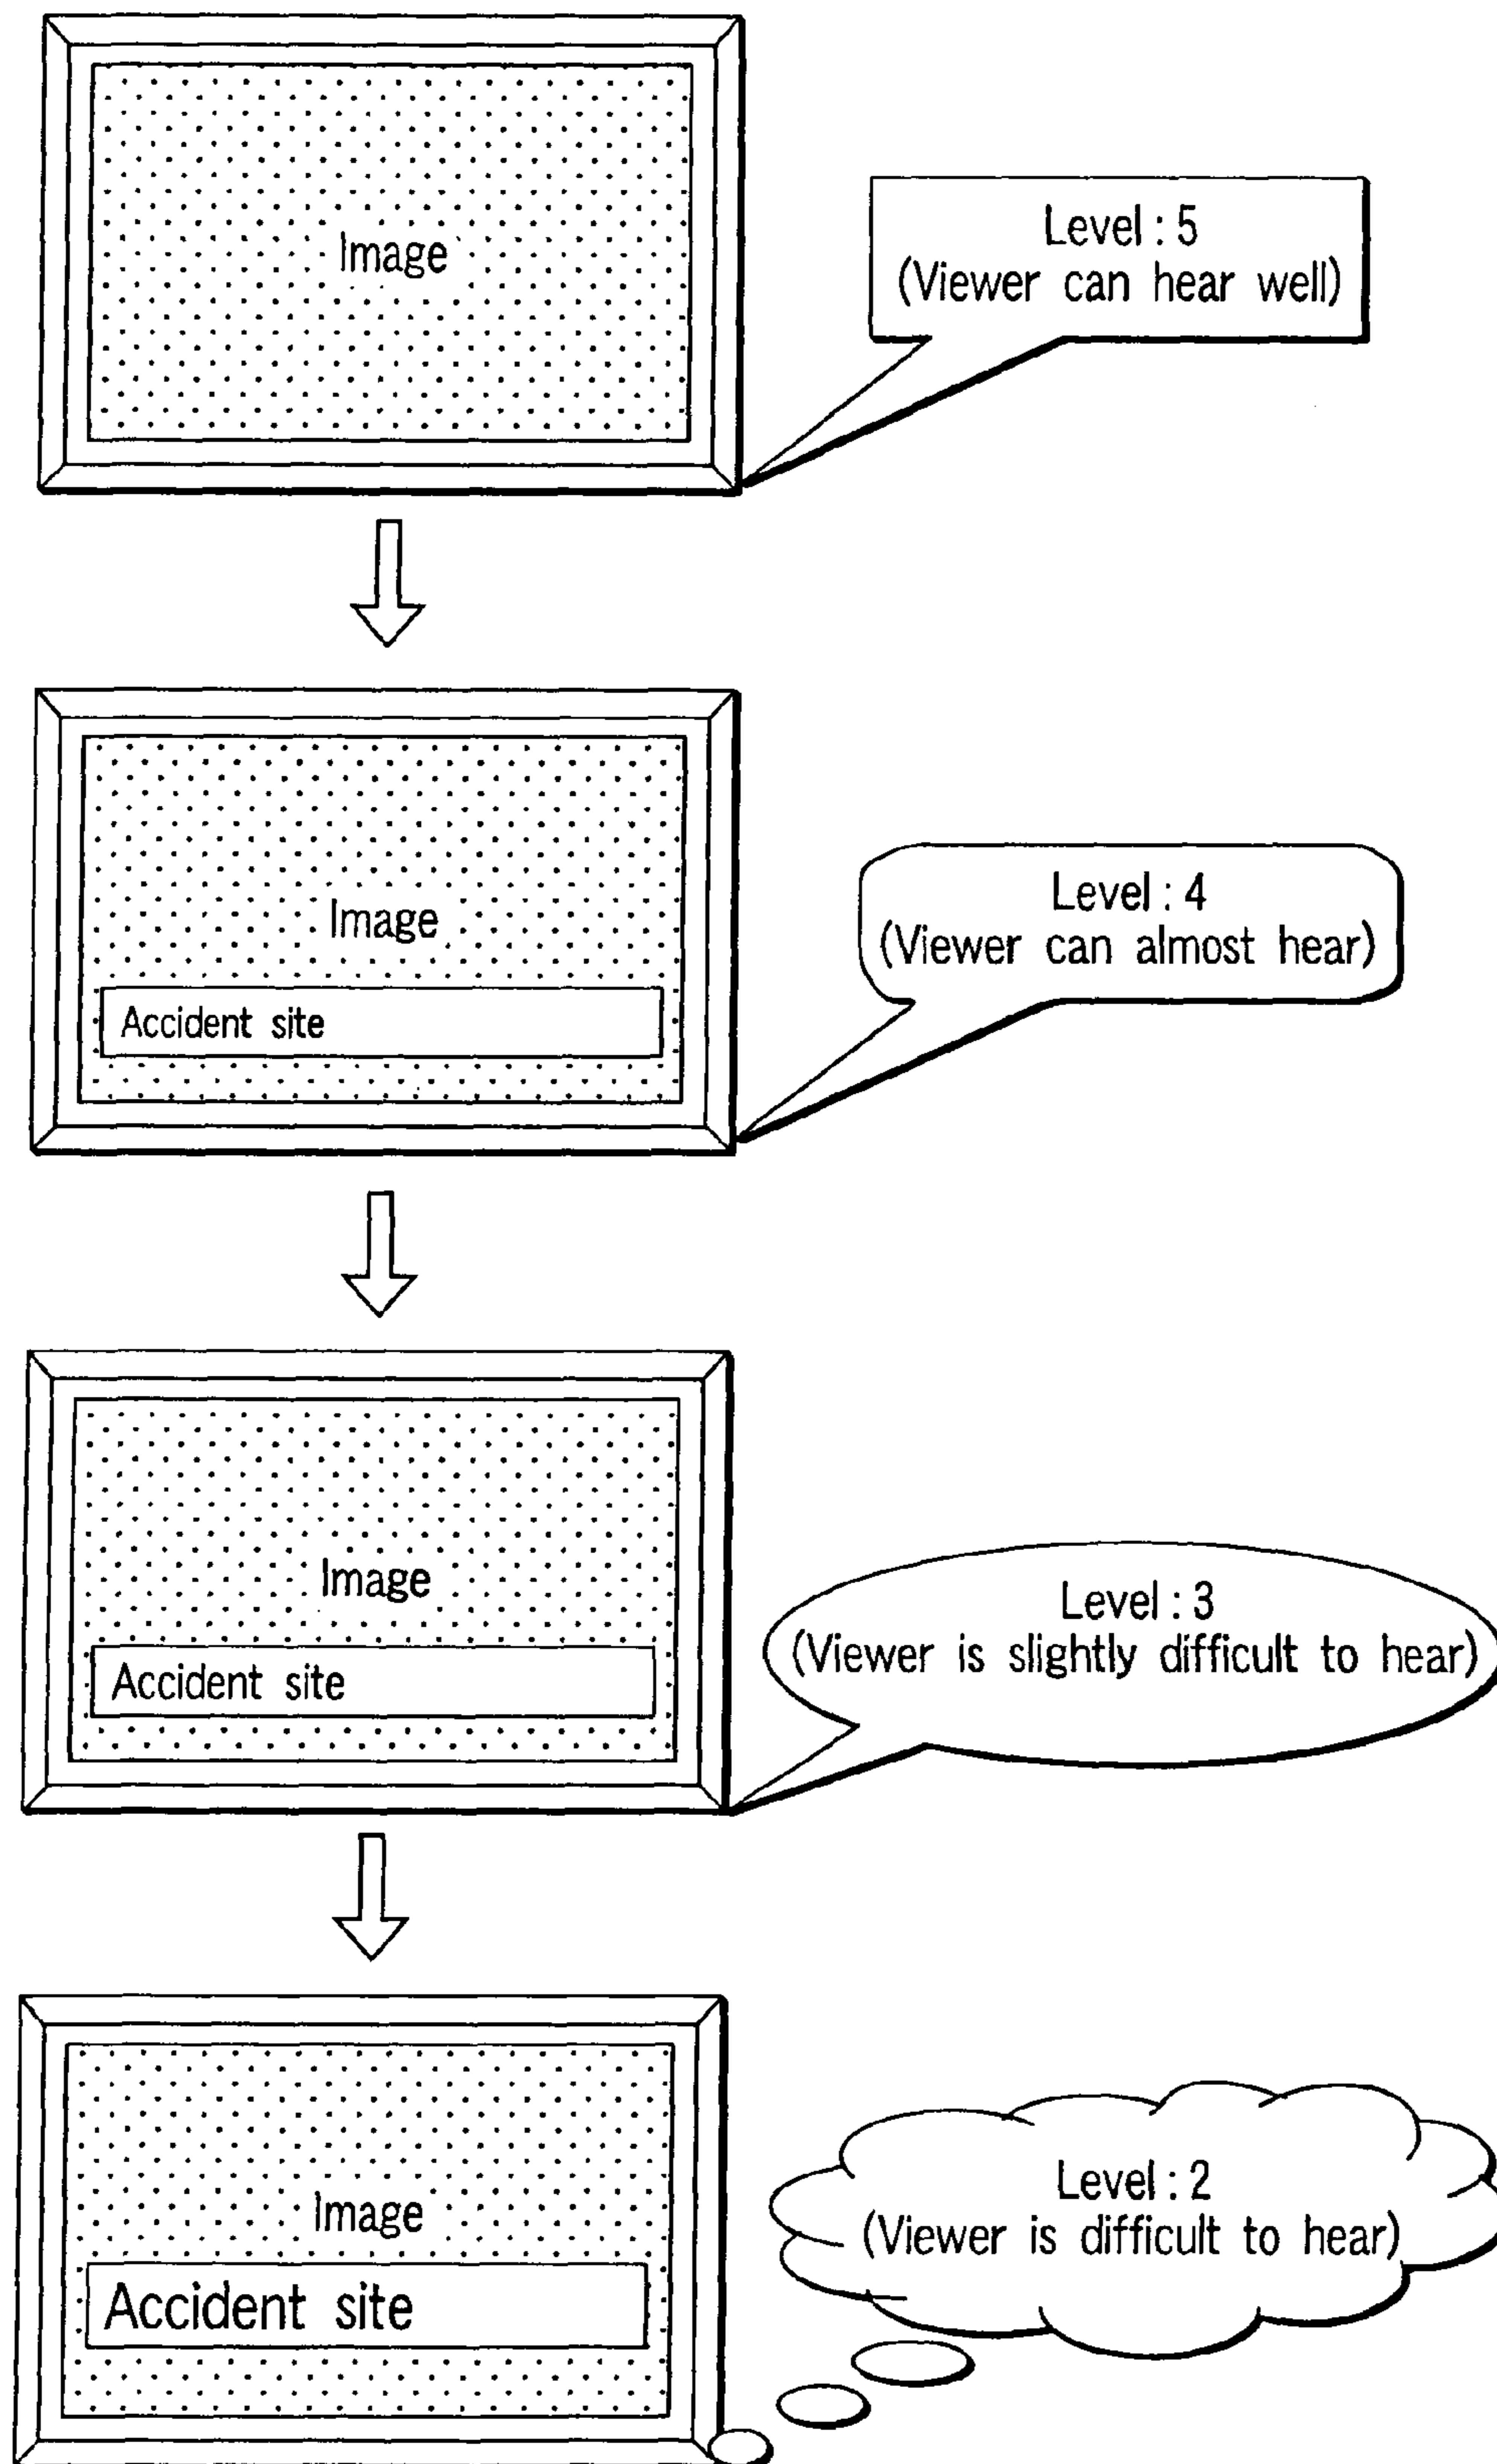 Image
Level : 5
(Viewer can hear well)
Image
Accident site
Level : 4
(Viewer can almost hear)
Image
Accident site
Level : 3
(Viewer is slightly difficult to hear)
Image
Accident site
Level : 2
(Viewer is difficult to hear)